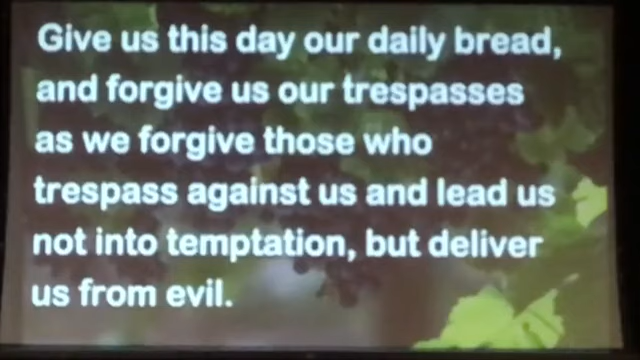 Give us this day our daily bread,
and forgive us our trespasses
as we forgive those who
trespass against us and lead us
not into temptation, but deliver
us from evil.